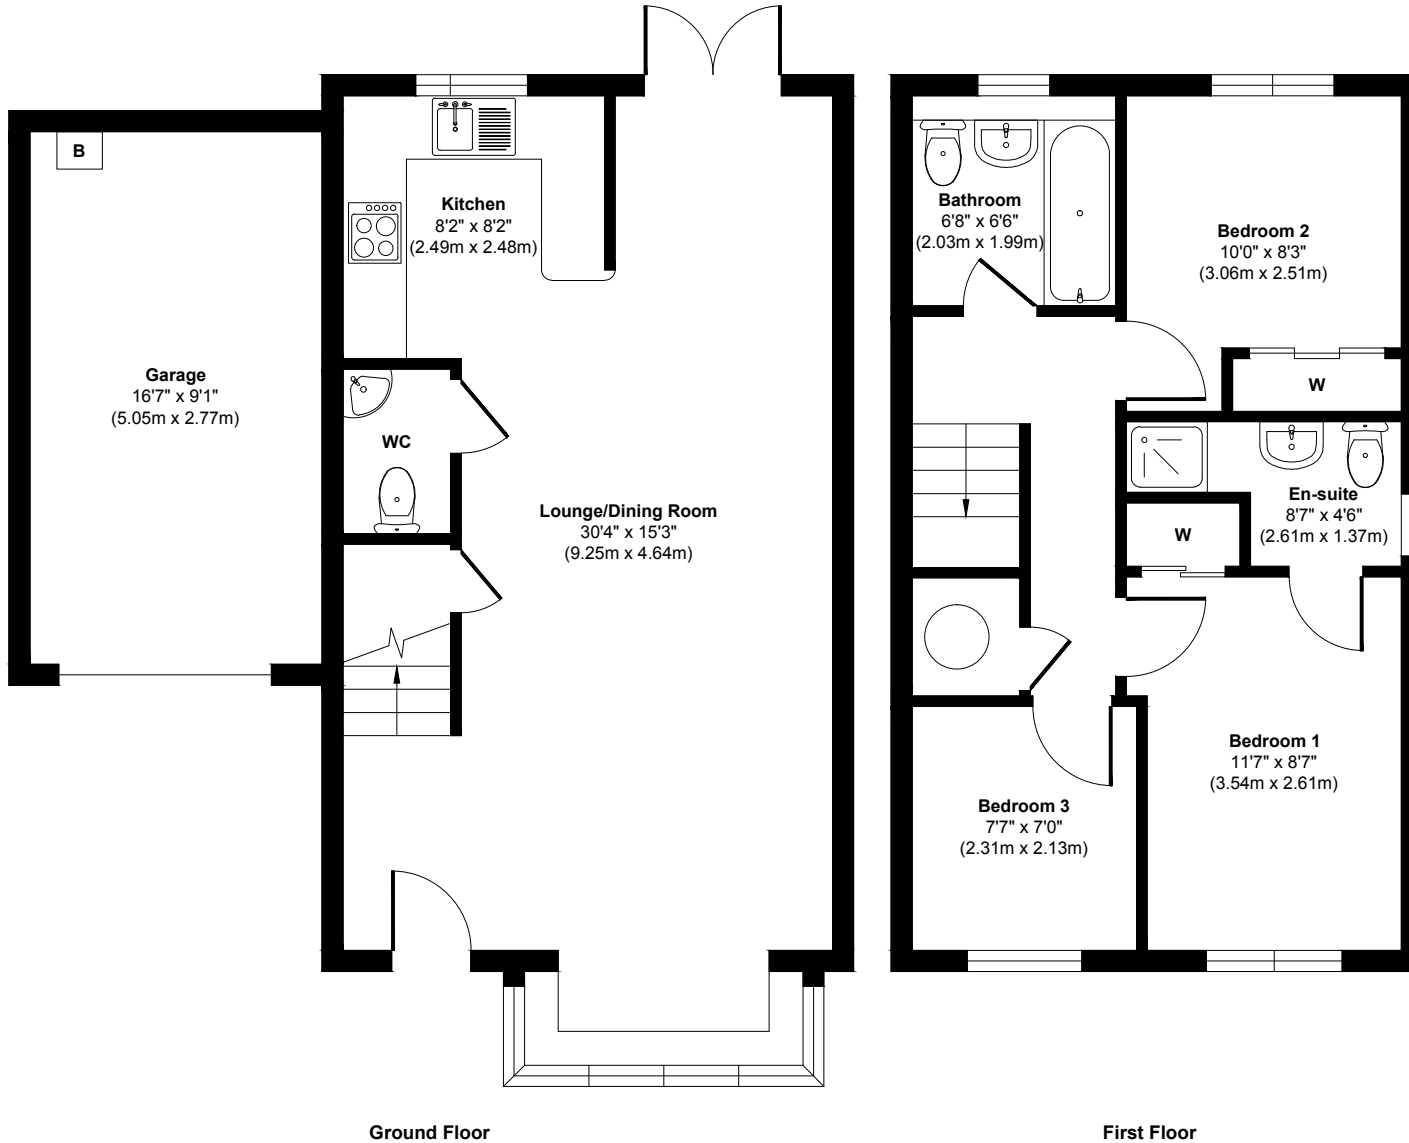 B
Kitchen
8'2" x 8'2"
(2.49m x 2.48m)
Garage
16'7" x 9'1"
(5.05m x 2.77m)
WC
Lounge/Dining Room
30'4" x 15'3"
(9.25m x 4.64m)
Ground Floor
Bathroom
6'8" x 6'6"
(2.03m x 1.99m)
Bedroom 2
10'0" x 8'3"
(3.06m x 2.51m)
W
En-suite
8'7" x 4'6"
(2.61m x 1.37m)
W
Bedroom 1
11'7" x 8'7"
(3.54m x 2.61m)
Bedroom 3
7'7" x 7'0"
(2.31m x 2.13m)
First Floor